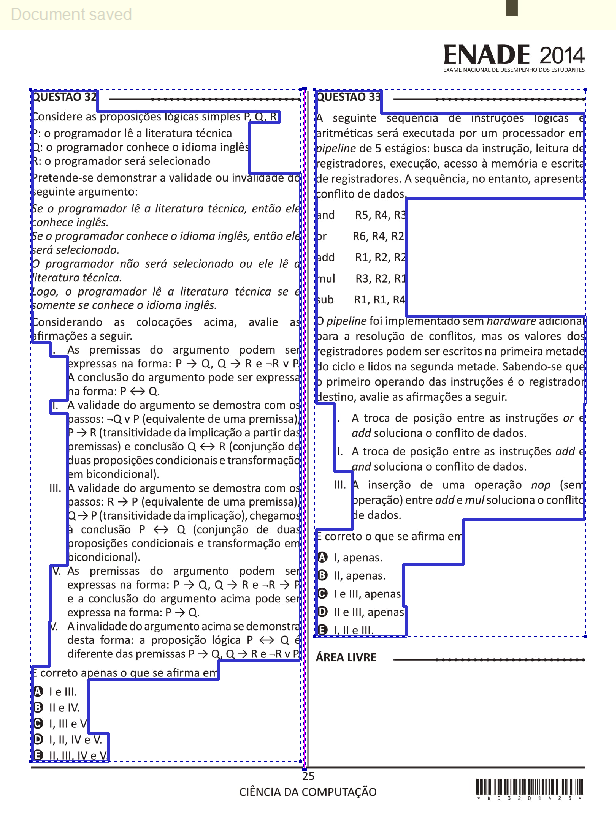 Document saved
ENADE 2014
EXAME NACIONAL DE DESEMPENHO DOS ESTUDANTES
QUESTÃO 32
Considere as proposições lógicas simples P, Q, R
P: o programador lê a literatura técnica
Q: o programador conhece o idioma inglês
R: o programador será selecionado
Pretende-se demonstrar a validade ou invalidade do
seguinte argumento:
Se o programador lê a literatura técnica, então ele
conhece inglês.
Se o programador conhece o idioma inglês, então ele
será selecionado.
O programador não será selecionado ou ele lê a
literatura técnica.
Logo, o programador lê a literatura técnica se e
somente se conhece o idioma inglês.
Considerando as colocações acima, avalie as
afirmações a seguir.
I. As premissas do argumento podem ser
expressas na forma: P → Q, Q → R e ¬R v P.
A conclusão do argumento pode ser expressa
na forma: P ↔ Q.
II. A validade do argumento se demostra com os
passos: ¬Q v P (equivalente de uma premissa),
P → R (transitividade da implicação a partir das
premissas) e conclusão Q ↔ R (conjunção de
duas proposições condicionais e transformação
em bicondicional).
III. A validade do argumento se demostra com os
passos: R → P (equivalente de uma premissa),
Q → P (transitividade da implicação), chegamos
à conclusão P ↔ Q (conjunção de duas
proposições condicionais e transformação em
bicondicional).
IV. As premissas do argumento podem ser
expressas na forma: P → Q, Q → R e ¬R → P
e a conclusão do argumento acima pode ser
expressa na forma: P → Q.
V. A invalidade do argumento acima se demonstra
desta forma: a proposição lógica P ↔ Q é
diferente das premissas P → Q, Q → R e ¬R v P.
É correto apenas o que se afirma em
A I e III.
B II e IV.
C I, III e V.
D I, II, IV e V.
E II, III, IV e V.
QUESTÃO 33
A seguinte sequência de instruções lógicas e
aritméticas será executada por um processador em
pipeline de 5 estágios: busca da instrução, leitura de
registradores, execução, acesso à memória e escrita
de registradores. A sequência, no entanto, apresenta
conflito de dados.
and R5, R4, R3
or R6, R4, R2
add R1, R2, R2
mul R3, R2, R1
sub R1, R1, R4
O pipeline foi implementado sem hardware adicional
para a resolução de conflitos, mas os valores dos
registradores podem ser escritos na primeira metade
do ciclo e lidos na segunda metade. Sabendo-se que
o primeiro operando das instruções é o registrador
destino, avalie as afirmações a seguir.
I. A troca de posição entre as instruções or e
add soluciona o conflito de dados.
II. A troca de posição entre as instruções add e
and soluciona o conflito de dados.
III. A inserção de uma operação nop (sem
operação) entre add e mul soluciona o conflito
de dados.
É correto o que se afirma em
A I, apenas.
B II, apenas.
C I e III, apenas.
D II e III, apenas.
E I, II e III.
ÁREA LIVRE
25
CIÊNCIA DA COMPUTAÇÃO